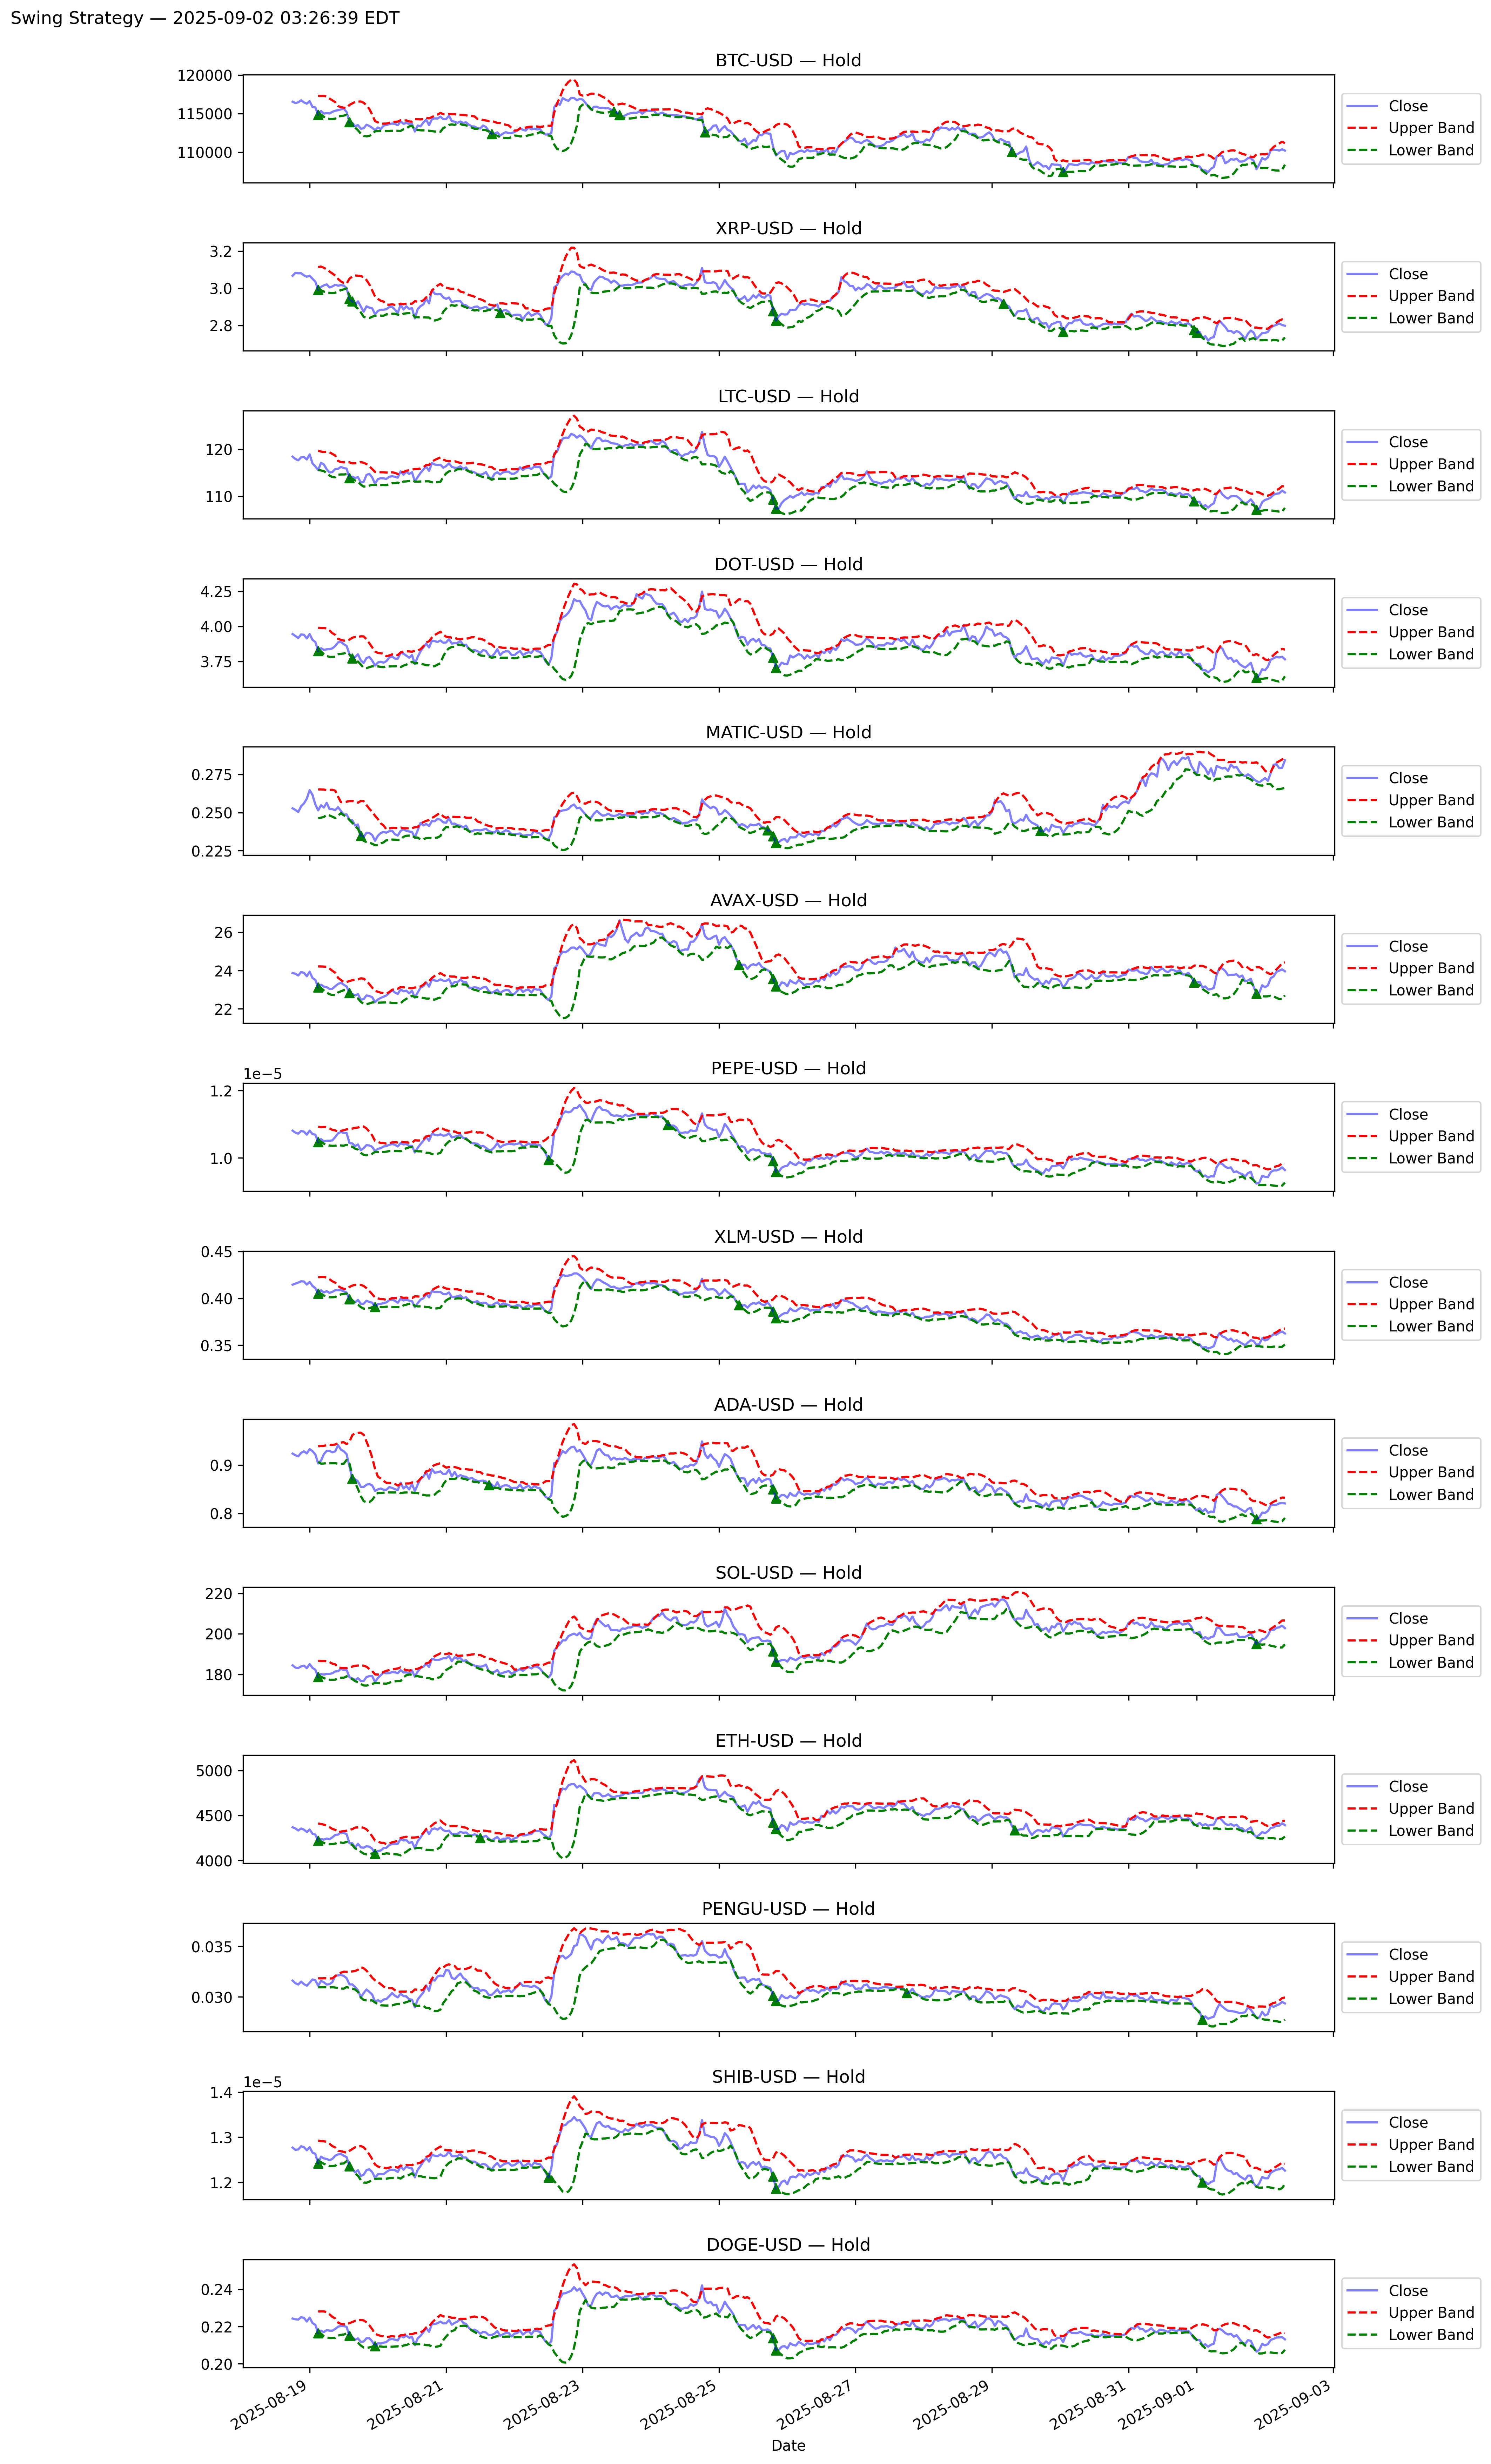 Swing Strategy — 2025-09-02 03:26:39 EDT
BTC-USD — Hold
120000
115000
110000
Close
Upper Band
Lower Band
XRP-USD — Hold
3.2
3.0
2.8
Close
Upper Band
Lower Band
LTC-USD — Hold
120
110
Close
Upper Band
Lower Band
DOT-USD — Hold
4.25
4.00
3.75
Close
Upper Band
Lower Band
MATIC-USD — Hold
0.275
0.250
0.225
Close
Upper Band
Lower Band
AVAX-USD — Hold
26
24
22
Close
Upper Band
Lower Band
PEPE-USD — Hold
1e−5
1.2
1.0
Close
Upper Band
Lower Band
XLM-USD — Hold
0.45
0.40
0.35
Close
Upper Band
Lower Band
ADA-USD — Hold
0.9
0.8
Close
Upper Band
Lower Band
SOL-USD — Hold
220
200
180
Close
Upper Band
Lower Band
ETH-USD — Hold
5000
4500
4000
Close
Upper Band
Lower Band
PENGU-USD — Hold
0.035
0.030
Close
Upper Band
Lower Band
SHIB-USD — Hold
1e−5
1.4
1.3
1.2
Close
Upper Band
Lower Band
DOGE-USD — Hold
0.24
0.22
0.20
Close
Upper Band
Lower Band
2025-08-19
2025-08-21
2025-08-23
2025-08-25
2025-08-27
2025-08-29
2025-08-31
2025-09-01
2025-09-03
Date